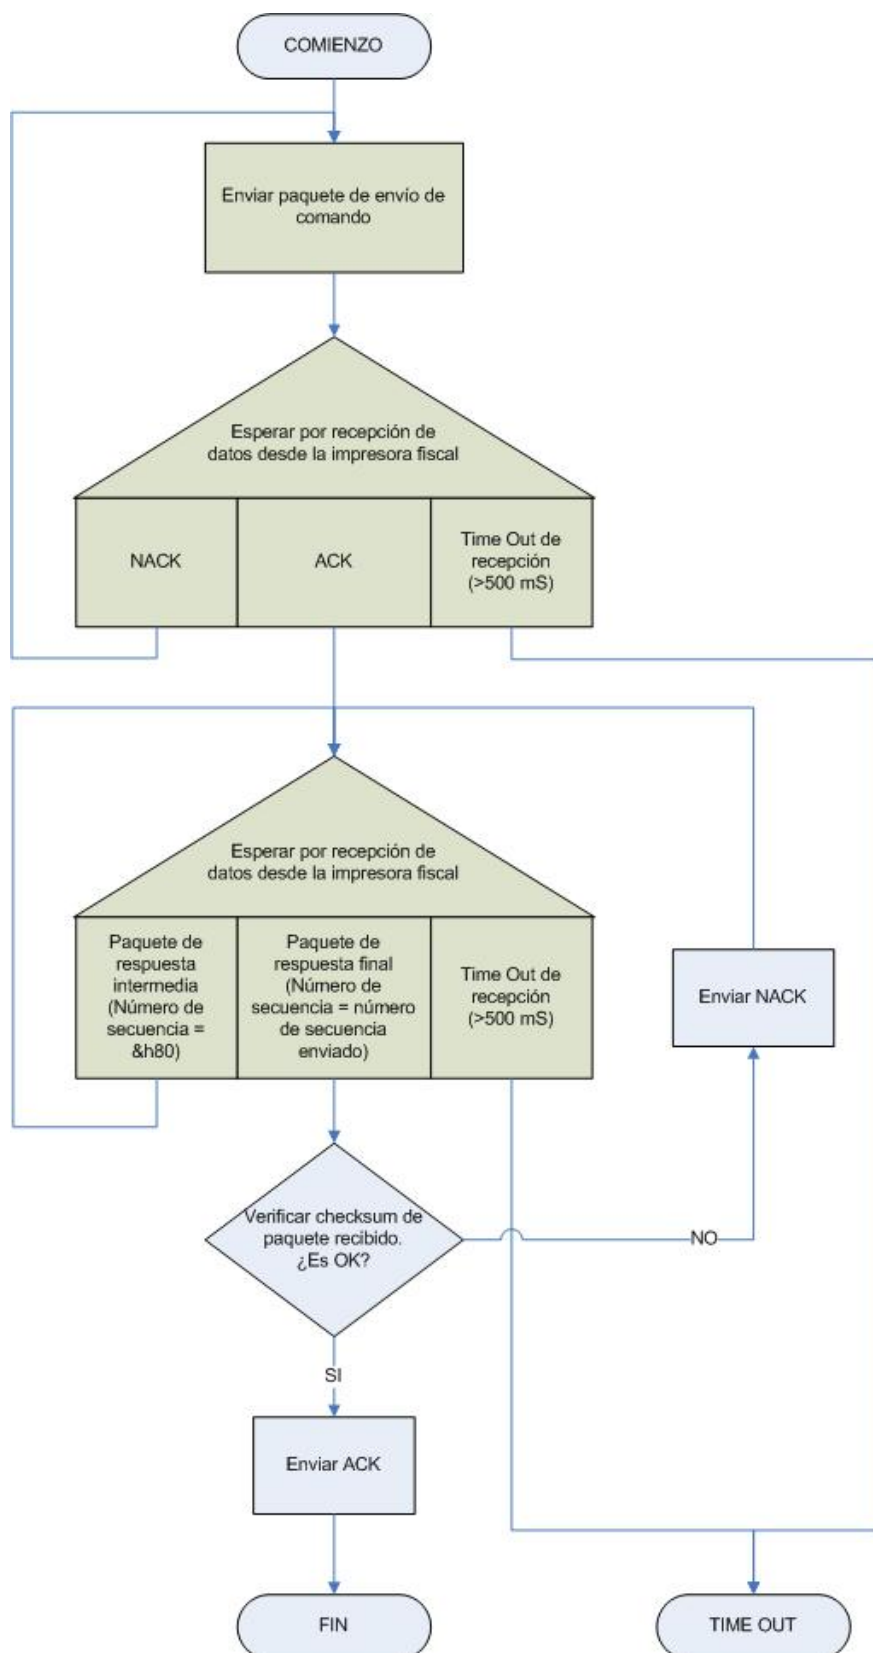 COMIENZO
Enviar paquete de envío de
comando
Esperar por recepción de
datos desde la impresora fiscal
NACK
ACK
Time Out de
recepción
(>500 mS)
Esperar por recepción de
datos desde la impresora fiscal
Paquete de
respuesta
intermedia
(Número de
secuencia =
&h80)
Paquete de
respuesta final
(Número de
secuencia = número
de secuencia
enviado)
Time Out de
recepción
(>500 mS)
Enviar NACK
Verificar checksum de
paquete recibido.
¿Es OK?
NO
SI
Enviar ACK
FIN
TIME OUT